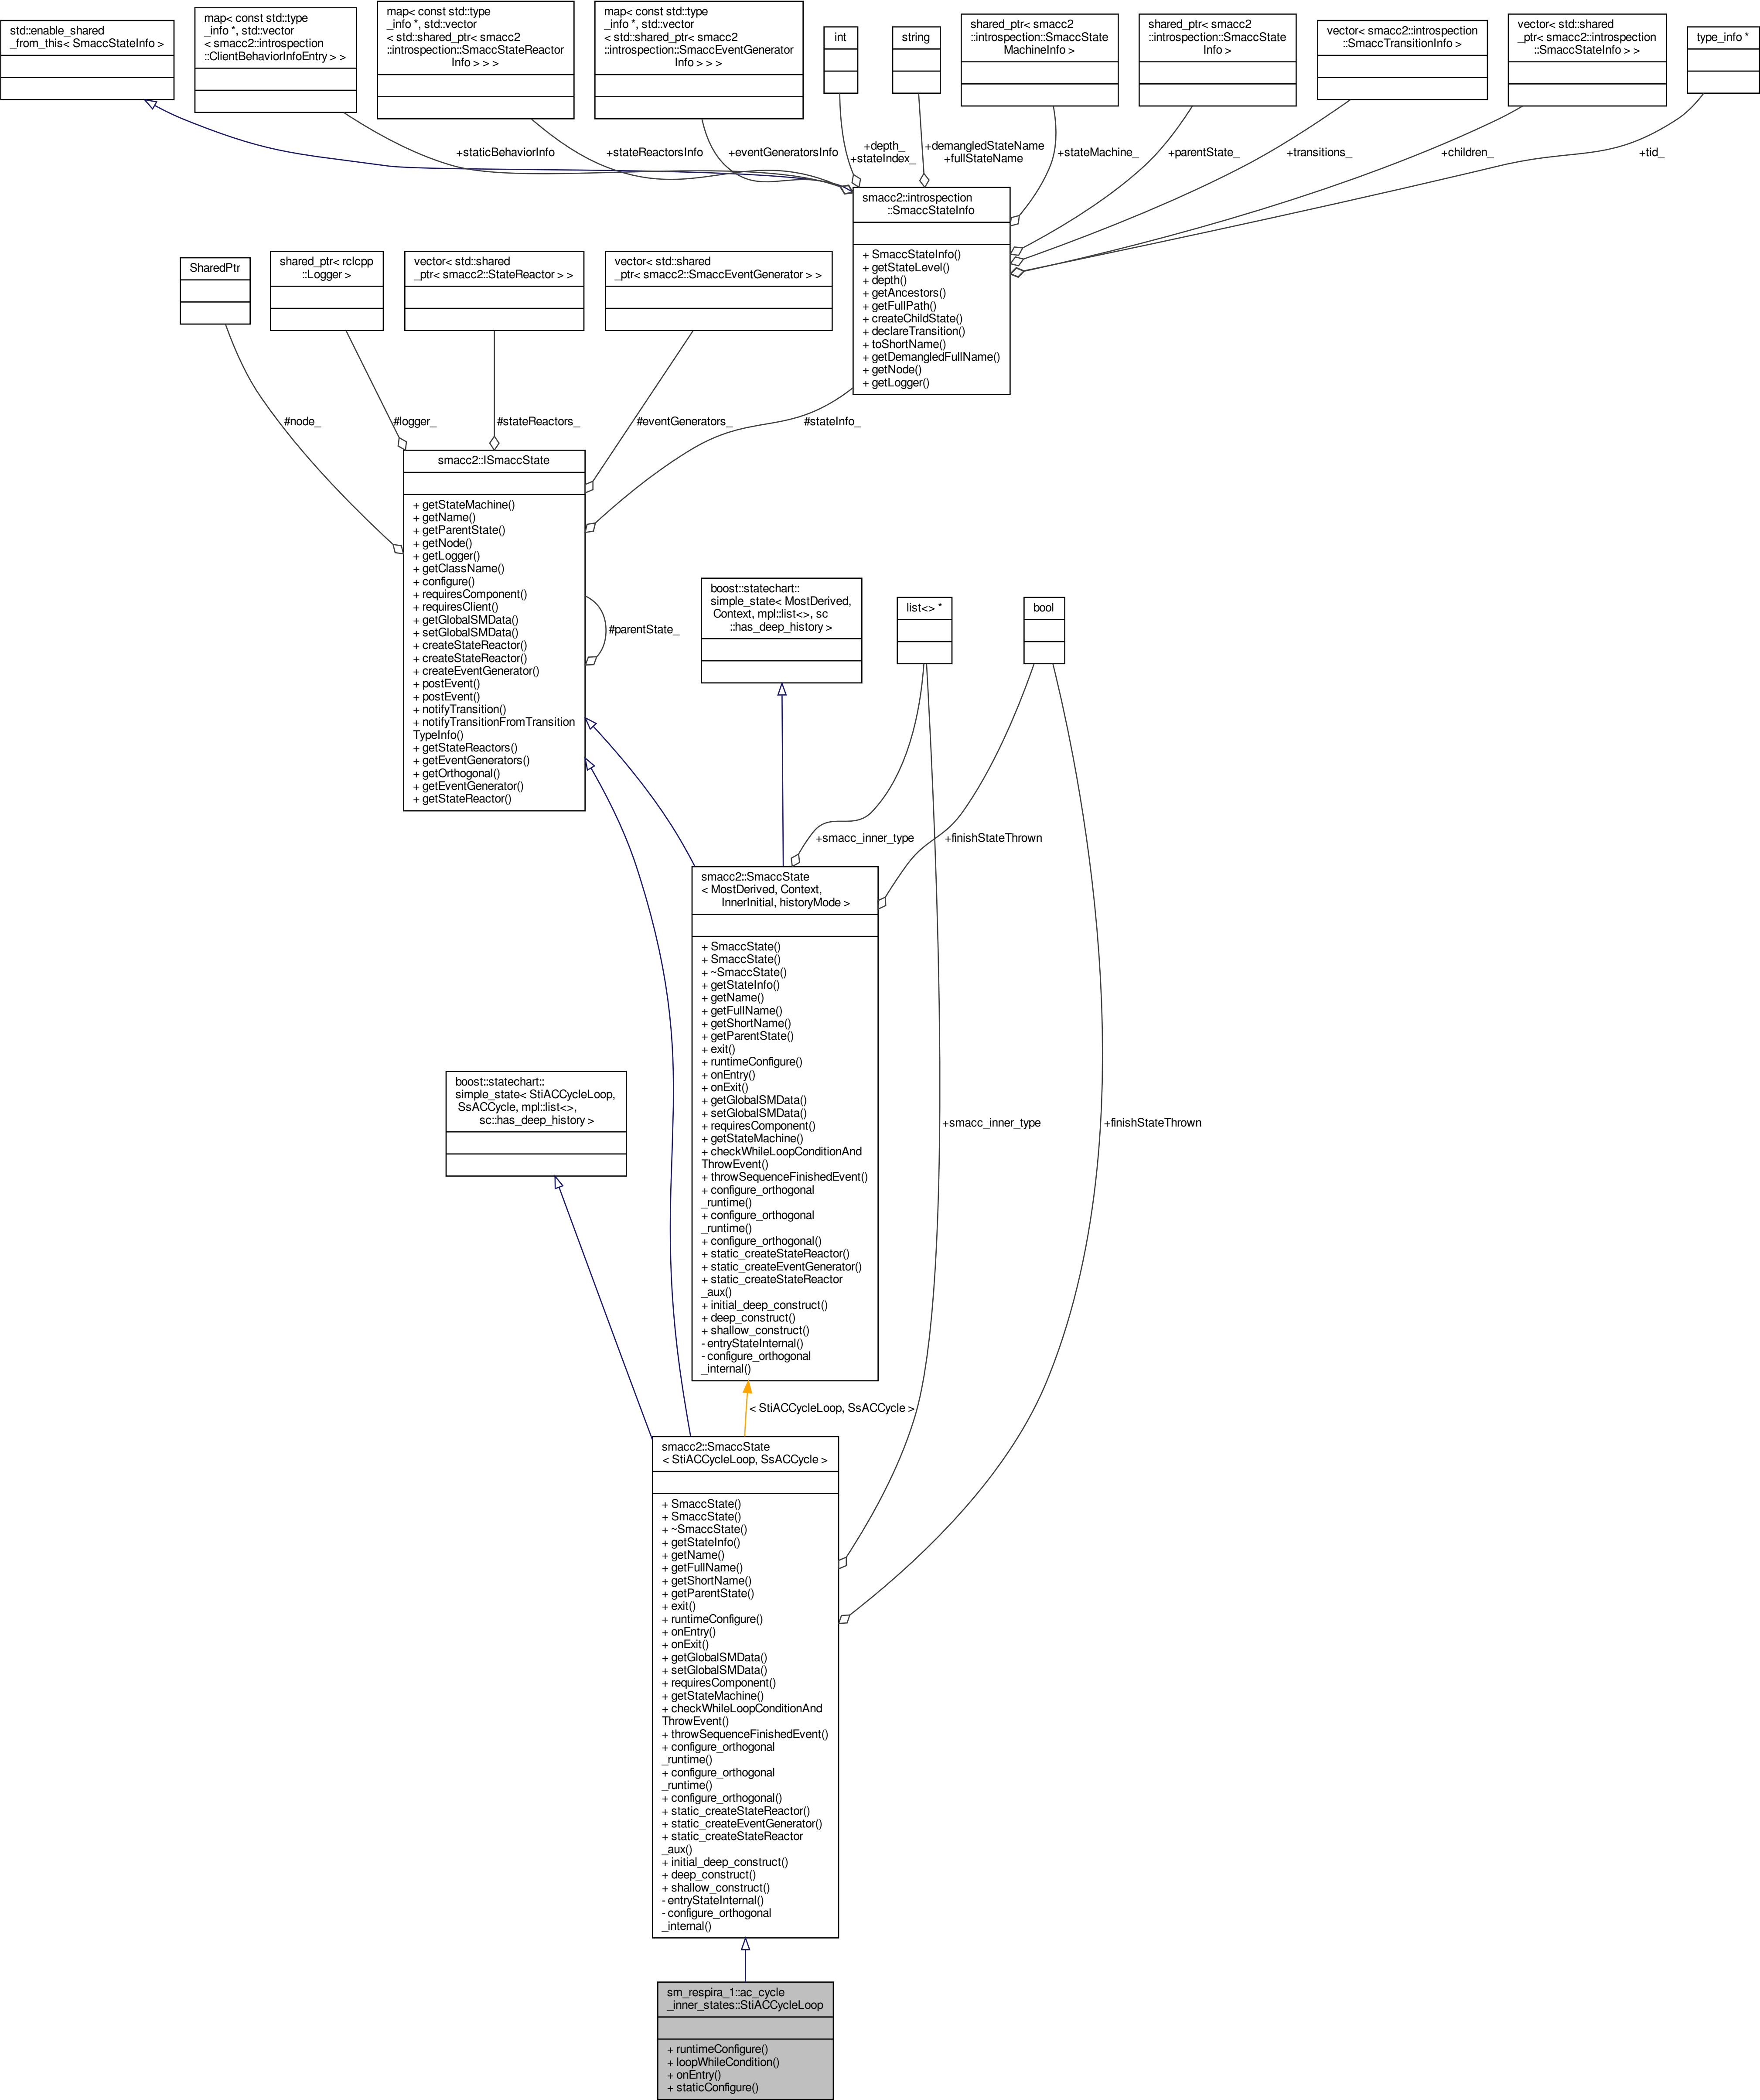 std::enable_shared
_from_this< SmaccStateInfo >
map< const std::type
_info *, std::vector
< smacc2::introspection
::ClientBehaviorInfoEntry > >
map< const std::type
_info *, std::vector
< std::shared_ptr< smacc2
::introspection::SmaccStateReactor
Info > > >
map< const std::type
_info *, std::vector
< std::shared_ptr< smacc2
::introspection::SmaccEventGenerator
Info > > >
int
string
shared_ptr< smacc2
::introspection::SmaccState
MachineInfo >
shared_ptr< smacc2
::introspection::SmaccState
Info >
vector< smacc2::introspection
::SmaccTransitionInfo >
vector< std::shared
_ptr< smacc2::introspection
::SmaccStateInfo > >
type_info *
+staticBehaviorInfo
+stateReactorsInfo
+eventGeneratorsInfo
+depth_
+stateIndex_
+demangledStateName
+fullStateName
+stateMachine_
+parentState_
+transitions_
+children_
+tid_
smacc2::introspection
::SmaccStateInfo
+ SmaccStateInfo()
+ getStateLevel()
+ depth()
+ getAncestors()
+ getFullPath()
+ createChildState()
+ declareTransition()
+ toShortName()
+ getDemangledFullName()
+ getNode()
+ getLogger()
SharedPtr
shared_ptr< rclcpp
::Logger >
vector< std::shared
_ptr< smacc2::StateReactor > >
vector< std::shared
_ptr< smacc2::SmaccEventGenerator > >
#node_
#logger_
#stateReactors_
#eventGenerators_
#stateInfo_
smacc2::ISmaccState
+ getStateMachine()
+ getName()
+ getParentState()
+ getNode()
+ getLogger()
+ getClassName()
+ configure()
+ requiresComponent()
+ requiresClient()
+ getGlobalSMData()
+ setGlobalSMData()
+ createStateReactor()
+ createStateReactor()
+ createEventGenerator()
+ postEvent()
+ postEvent()
+ notifyTransition()
+ notifyTransitionFromTransition
TypeInfo()
+ getStateReactors()
+ getEventGenerators()
+ getOrthogonal()
+ getEventGenerator()
+ getStateReactor()
#parentState_
boost::statechart::
simple_state< MostDerived,
Context, mpl::list<>, sc
::has_deep_history >
list<> *
bool
+smacc_inner_type
+finishStateThrown
smacc2::SmaccState
< MostDerived, Context,
InnerInitial, historyMode >
+ SmaccState()
+ SmaccState()
+ ~SmaccState()
+ getStateInfo()
+ getName()
+ getFullName()
+ getShortName()
+ getParentState()
+ exit()
+ runtimeConfigure()
+ onEntry()
+ onExit()
+ getGlobalSMData()
+ setGlobalSMData()
+ requiresComponent()
+ getStateMachine()
+ checkWhileLoopConditionAnd
ThrowEvent()
+ throwSequenceFinishedEvent()
+ configure_orthogonal
_runtime()
+ configure_orthogonal
_runtime()
+ configure_orthogonal()
+ static_createStateReactor()
+ static_createEventGenerator()
+ static_createStateReactor
_aux()
+ initial_deep_construct()
+ deep_construct()
+ shallow_construct()
- entryStateInternal()
- configure_orthogonal
_internal()
boost::statechart::
simple_state< StiACCycleLoop,
SsACCycle, mpl::list<>,
sc::has_deep_history >
+smacc_inner_type
+finishStateThrown
< StiACCycleLoop, SsACCycle >
smacc2::SmaccState
< StiACCycleLoop, SsACCycle >
+ SmaccState()
+ SmaccState()
+ ~SmaccState()
+ getStateInfo()
+ getName()
+ getFullName()
+ getShortName()
+ getParentState()
+ exit()
+ runtimeConfigure()
+ onEntry()
+ onExit()
+ getGlobalSMData()
+ setGlobalSMData()
+ requiresComponent()
+ getStateMachine()
+ checkWhileLoopConditionAnd
ThrowEvent()
+ throwSequenceFinishedEvent()
+ configure_orthogonal
_runtime()
+ configure_orthogonal
_runtime()
+ configure_orthogonal()
+ static_createStateReactor()
+ static_createEventGenerator()
+ static_createStateReactor
_aux()
+ initial_deep_construct()
+ deep_construct()
+ shallow_construct()
- entryStateInternal()
- configure_orthogonal
_internal()
sm_respira_1::ac_cycle
_inner_states::StiACCycleLoop
+ runtimeConfigure()
+ loopWhileCondition()
+ onEntry()
+ staticConfigure()